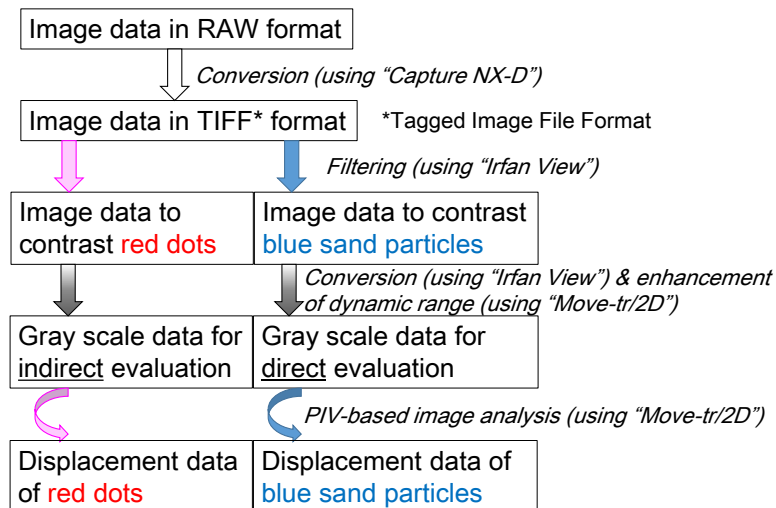 Image data in RAW format
Conversion (using “Capture NX-D”)
Image data in TIFF* format
*Tagged Image File Format
Filtering (using “Irfan View”)
Image data to
contrast red dots
Image data to contrast
blue sand particles
Conversion (using “Irfan View”) & enhancement
of dynamic range (using “Move-tr/2D”)
Gray scale data for
indirect evaluation
Gray scale data for
direct evaluation
PIV-based image analysis (using “Move-tr/2D”)
Displacement data
of red dots
Displacement data of
blue sand particles